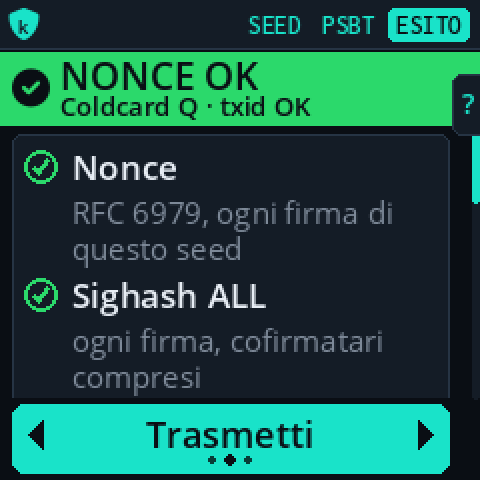 k
SEED PSBT ESITO
NONCE OK
Coldcard Q · txid OK
?
Nonce
RFC 6979, ogni firma di
questo seed
Sighash ALL
ogni firma, cofirmatari
compresi
Trasmetti